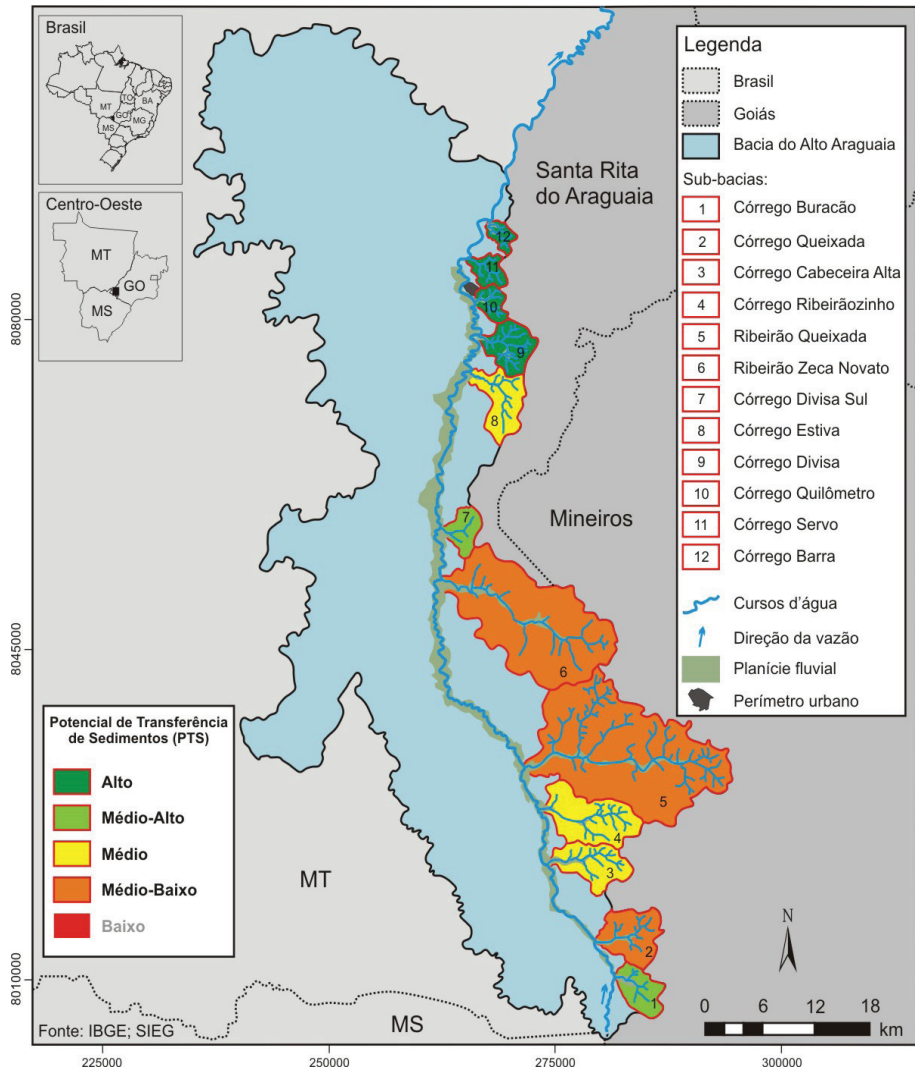 Brasil
TO
MT
BA
GO
MG
MS
Centro-Oeste
MT
GO
MS
Santa Rita
do Araguaia
Mineiros
MT
MS
12
11
10
9
8
7
6
5
4
3
2
1
Legenda
Brasil
Goiás
Bacia do Alto Araguaia
Sub-bacias:
1 Córrego Buracão
2 Córrego Queixada
3 Córrego Cabeceira Alta
4 Córrego Ribeirãozinho
5 Ribeirão Queixada
6 Ribeirão Zeca Novato
7 Córrego Divisa Sul
8 Córrego Estiva
9 Córrego Divisa
10 Córrego Quilômetro
11 Córrego Servo
12 Córrego Barra
Cursos d'água
Direção da vazão
Planície fluvial
Perímetro urbano
Potencial de Transferência
de Sedimentos (PTS)
Alto
Médio-Alto
Médio
Médio-Baixo
Baixo
Fonte: IBGE; SIEG
N
0 6 12 18
km
8080000
8045000
8010000
225000 250000 275000 300000